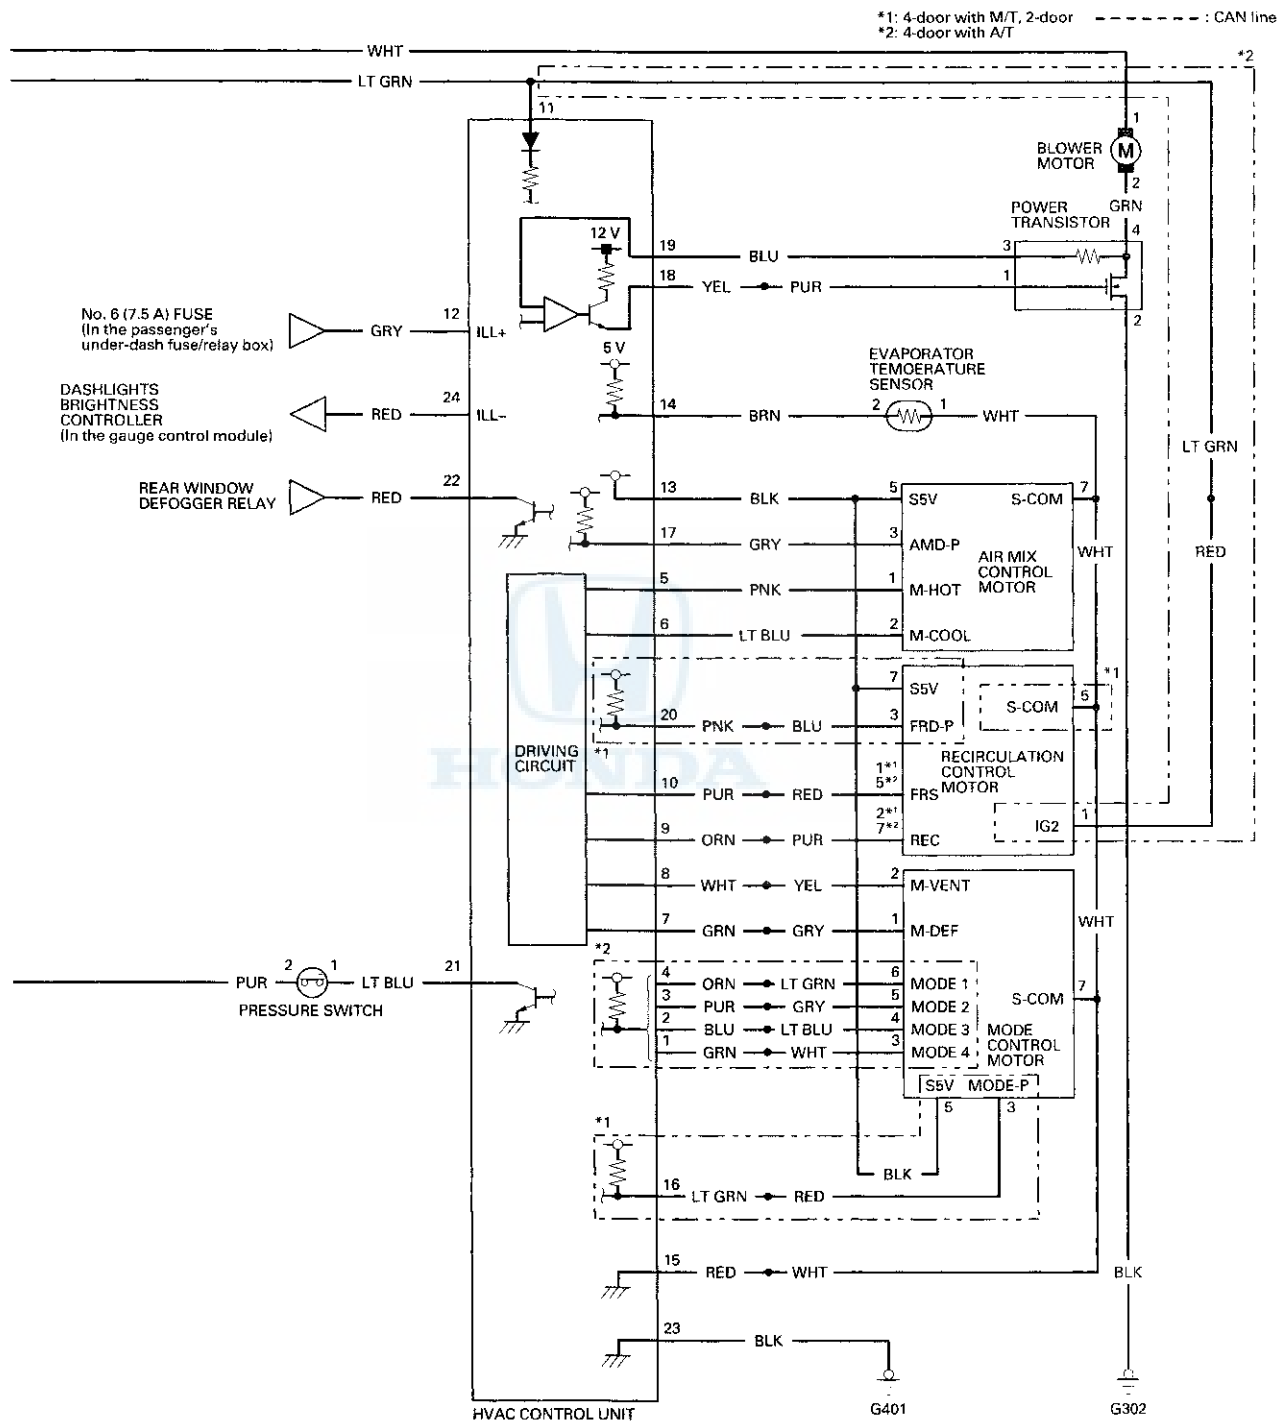 *1: 4-door with M/T, 2-door : CAN line
*2: 4-door with A/T
WHT
*2
LT GRN
11
1
BLOWER
MOTOR
M
2
GRN
POWER
TRANSISTOR
4
12 V
19
BLU
3
18
YEL
PUR
1
2
No. 6 (7.5 A) FUSE
(In the passenger's
under-dash fuse/relay box)
12
GRY
ILL+
5 V
EVAPORATOR
TEMOERATURE
SENSOR
DASHLIGHTS
BRIGHTNESS
CONTROLLER
(In the gauge control module)
24
RED
ILL–
14
BRN
2
1
WHT
LT GRN
REAR WINDOW
DEFOGGER RELAY
22
RED
13
BLK
5
S5V
S-COM
7
17
GRY
3
AMD-P
WHT
RED
AIR MIX
CONTROL
MOTOR
5
PNK
1
M-HOT
6
LT BLU
2
M-COOL
7
S5V
*1
S-COM
5
20
PNK
BLU
3
FRD-P
*1
DRIVING
CIRCUIT
HONDA
RECIRCULATION
CONTROL
MOTOR
1*1
5*2
10
PUR
RED
FRS
2*1
7*2
IG2
1
9
ORN
PUR
REC
8
WHT
YEL
2
M-VENT
7
GRN
GRY
1
M-DEF
WHT
*2
4
ORN
LT GRN
6
MODE 1
3
PUR
GRY
5
MODE 2
2
BLU
LT BLU
4
MODE 3
1
GRN
WHT
3
MODE 4
PUR
2
1
LT BLU
21
PRESSURE SWITCH
S-COM
7
MODE
CONTROL
MOTOR
S5V
MODE-P
5
3
*1
BLK
16
LT GRN
RED
15
RED
WHT
BLK
23
BLK
HVAC CONTROL UNIT
G401
G302